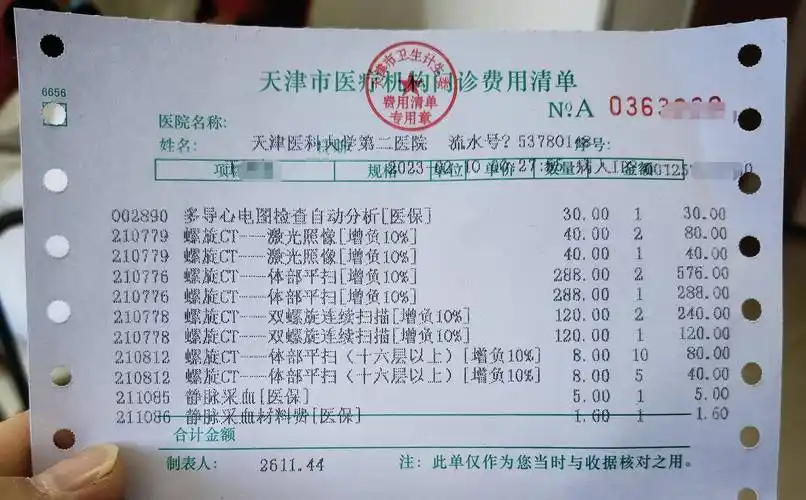 天津市医疗机构门诊费用清单
6656
天津市卫生计生委
费用清单
专用章
NºA 0363
医院名称:
天津医科大学第二医院 流水号? 537801
姓名:
规格 单位 单价 数量 金额
002890 多导心电图检查自动分析[医保] 30.00 1 30.00
210779 螺旋CT——激光照像[增负10%] 40.00 2 80.00
210779 螺旋CT——激光照像[增负10%] 40.00 1 40.00
210776 螺旋CT——体部平扫[增负10%] 288.00 2 576.00
210776 螺旋CT——体部平扫[增负10%] 288.00 1 288.00
210778 螺旋CT——双螺旋连续扫描[增负10%] 120.00 2 240.00
210778 螺旋CT——双螺旋连续扫描[增负10%] 120.00 1 120.00
210812 螺旋CT——体部平扫（十六层以上）[增负10%] 8.00 10 80.00
210812 螺旋CT——体部平扫（十六层以上）[增负10%] 8.00 5 40.00
211085 静脉采血[医保] 5.00 1 5.00
211086 静脉采血材料费[医保] 1.60 1 1.60
合计金额
制表人: 2611.44 注：此单仅作为您当时与收据核对之用。